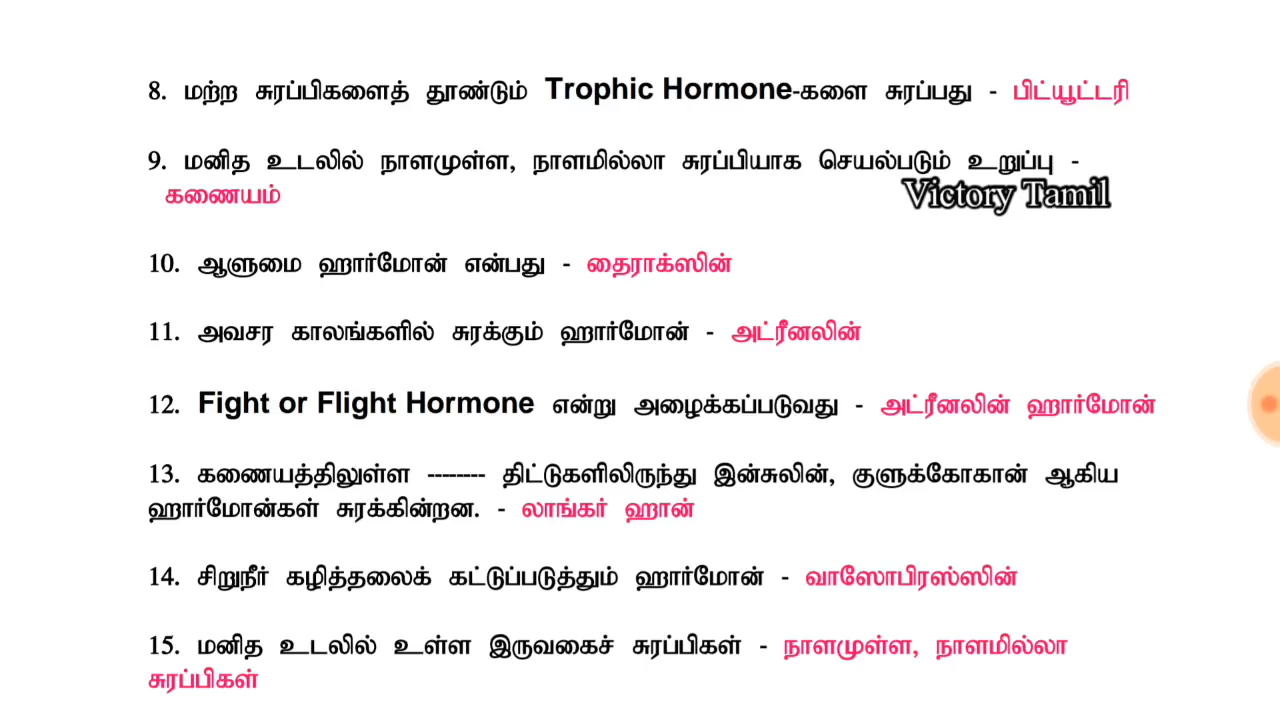 8. மற்ற சுரப்பிகளைத் தூண்டும் Trophic Hormone-களை சுரப்பது - பிட்யூட்டரி
9. மனித உடலில் நாளமுள்ள, நாளமில்லா சுரப்பியாக செயல்படும் உறுப்பு -
கணையம்
Victory Tamil
10. ஆளுமை ஹார்மோன் என்பது - தைராக்ஸின்
11. அவசர காலங்களில் சுரக்கும் ஹார்மோன் - அட்ரீனலின்
12. Fight or Flight Hormone என்று அழைக்கப்படுவது - அட்ரீனலின் ஹார்மோன்
13. கணையத்திலுள்ள -------- திட்டுகளிலிருந்து இன்சுலின், குளுக்கோகான் ஆகிய
ஹார்மோன்கள் சுரக்கின்றன. - லாங்கர் ஹான்
14. சிறுநீர் கழித்தலைக் கட்டுப்படுத்தும் ஹார்மோன் - வாஸோபிரஸ்ஸின்
15. மனித உடலில் உள்ள இருவகைச் சுரப்பிகள் - நாளமுள்ள, நாளமில்லா
சுரப்பிகள்